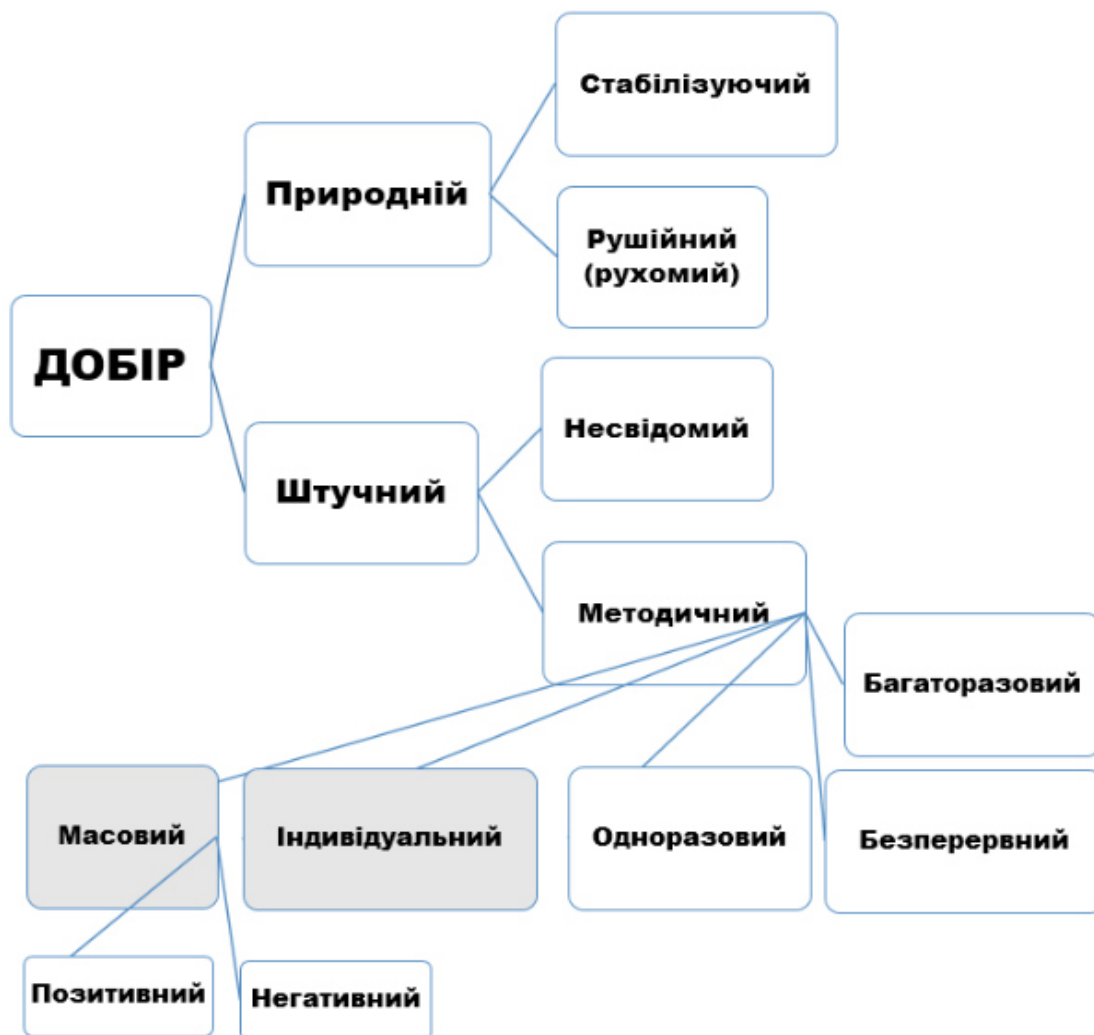 Стабілізуючий
Природній
Рушійний
(рухомий)
ДОБІР
Несвідомий
Штучний
Методичний
Багаторазовий
Масовий
Індивідуальний
Одноразовий
Безперервний
Позитивний
Негативний